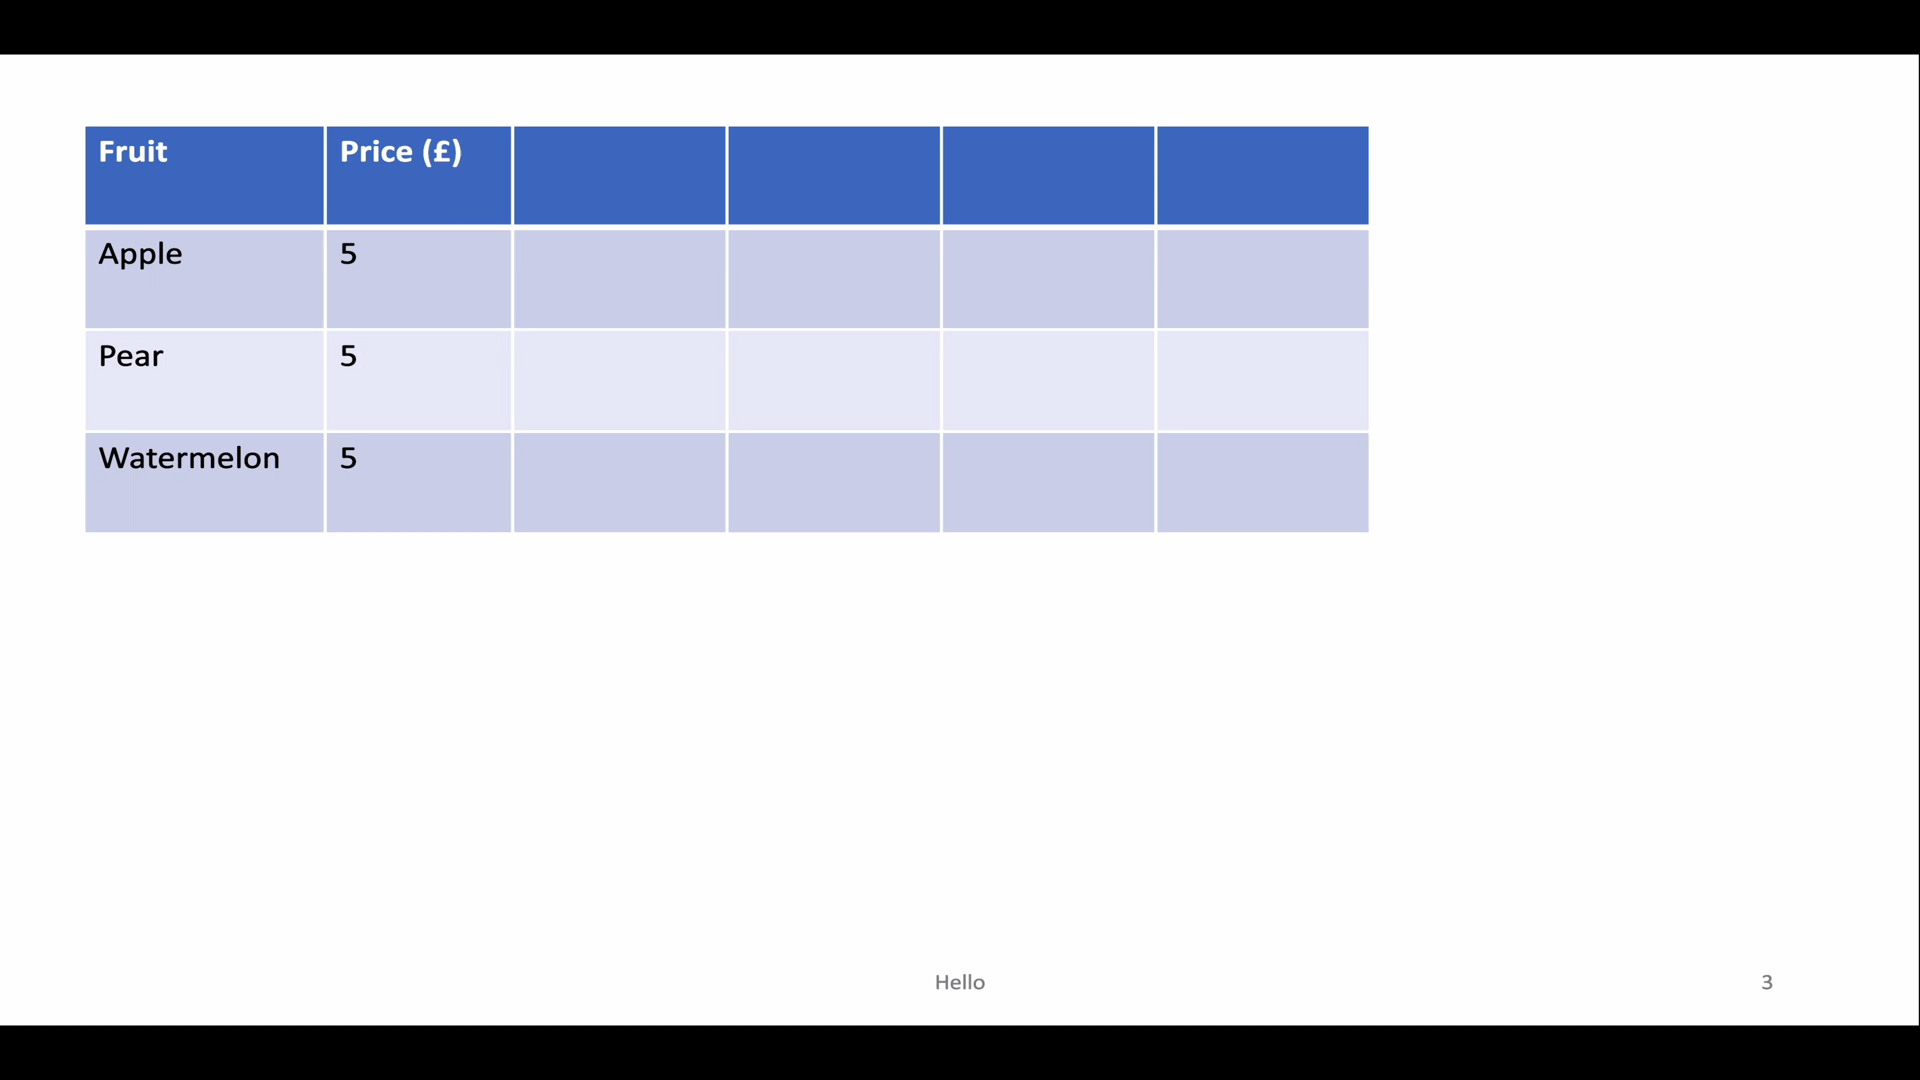 Fruit Price (£)
Apple 5
Pear 5
Watermelon 5
Hello 3